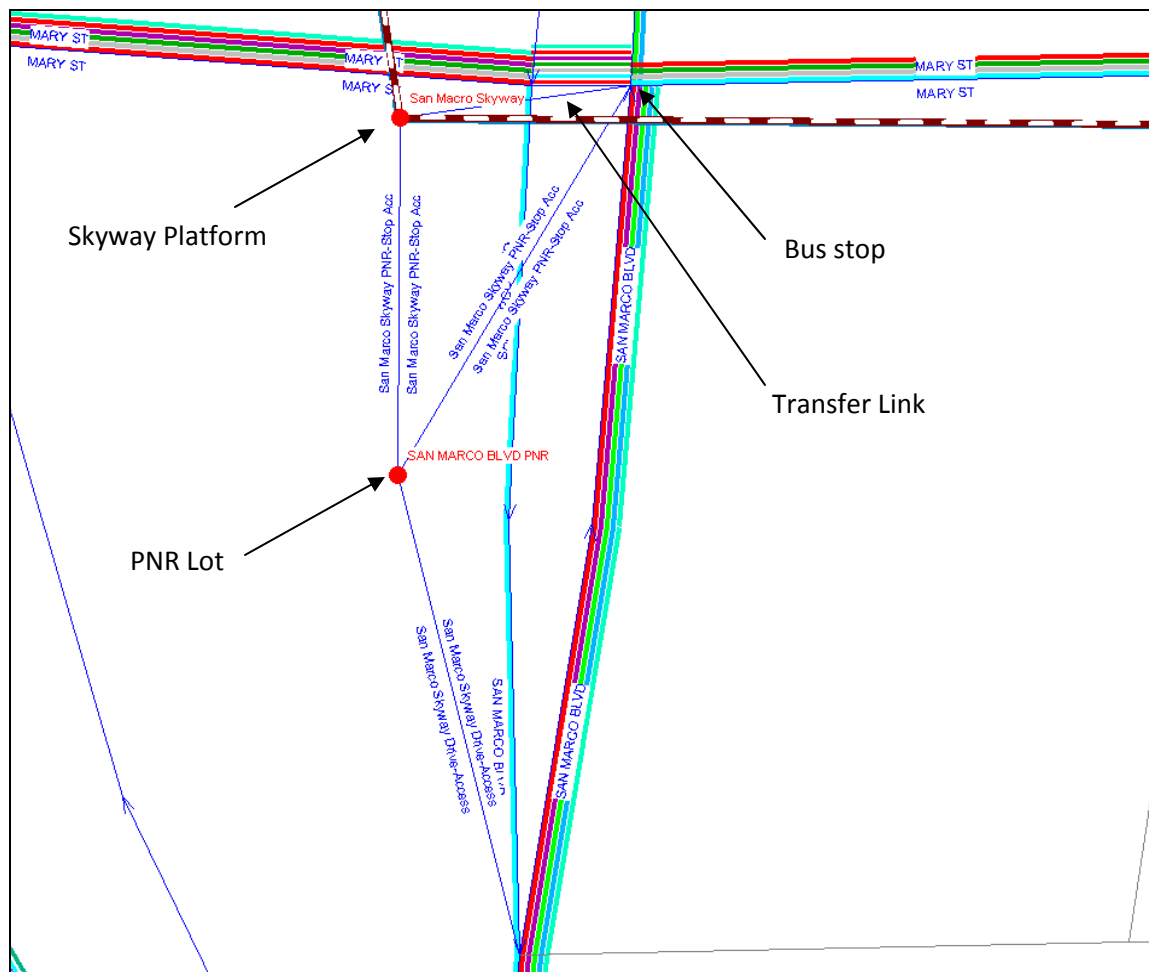 MARY ST
MARY ST
MARY ST
MARY ST
MARY ST
MARY ST
San Macro Skyway
Skyway Platform
Bus stop
San Marco Skyway PNR-Stop Acc
San Marco Skyway PNR-Stop Acc
San Marco Skyway PNR-Stop Acc
San Marco Skyway PNR-Stop Acc
SAN MARCO BLVD
Transfer Link
SAN MARCO BLVD PNR
PNR Lot
San Marco Skyway Drive-Access
San Marco Skyway Drive-Access
SAN MARCO BLVD
SAN MARCO BLVD